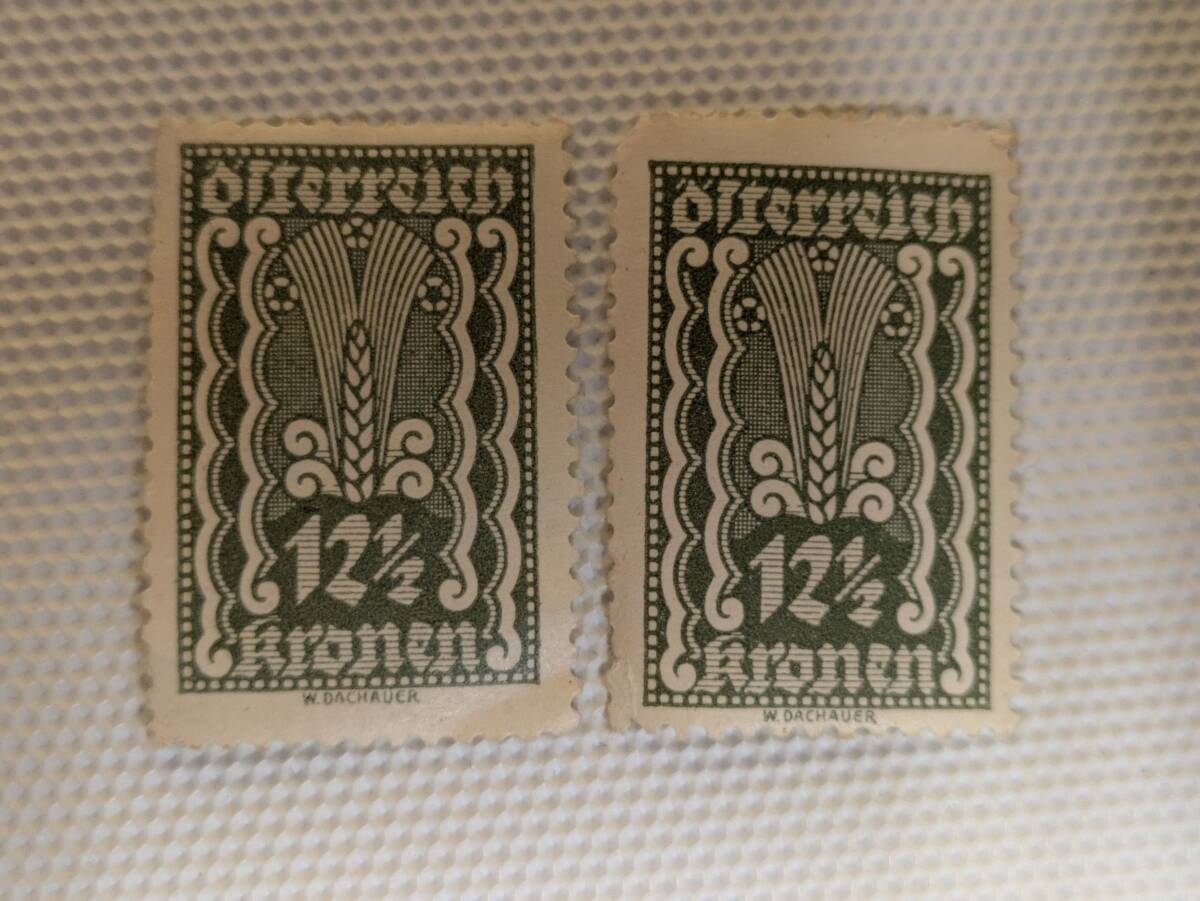 Österreich
12½
Kronen
W. DACHAUER
Österreich
12½
Kronen
W. DACHAUER